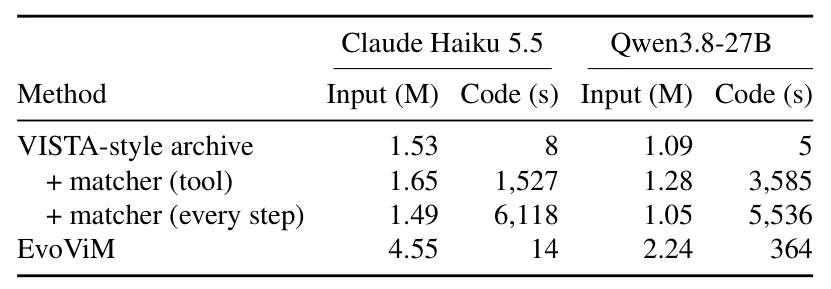 Claude Haiku 5.5 Qwen3.8-27B
Method Input (M) Code (s) Input (M) Code (s)
VISTA-style archive 1.53 8 1.09 5
+ matcher (tool) 1.65 1,527 1.28 3,585
+ matcher (every step) 1.49 6,118 1.05 5,536
EvoViM 4.55 14 2.24 364